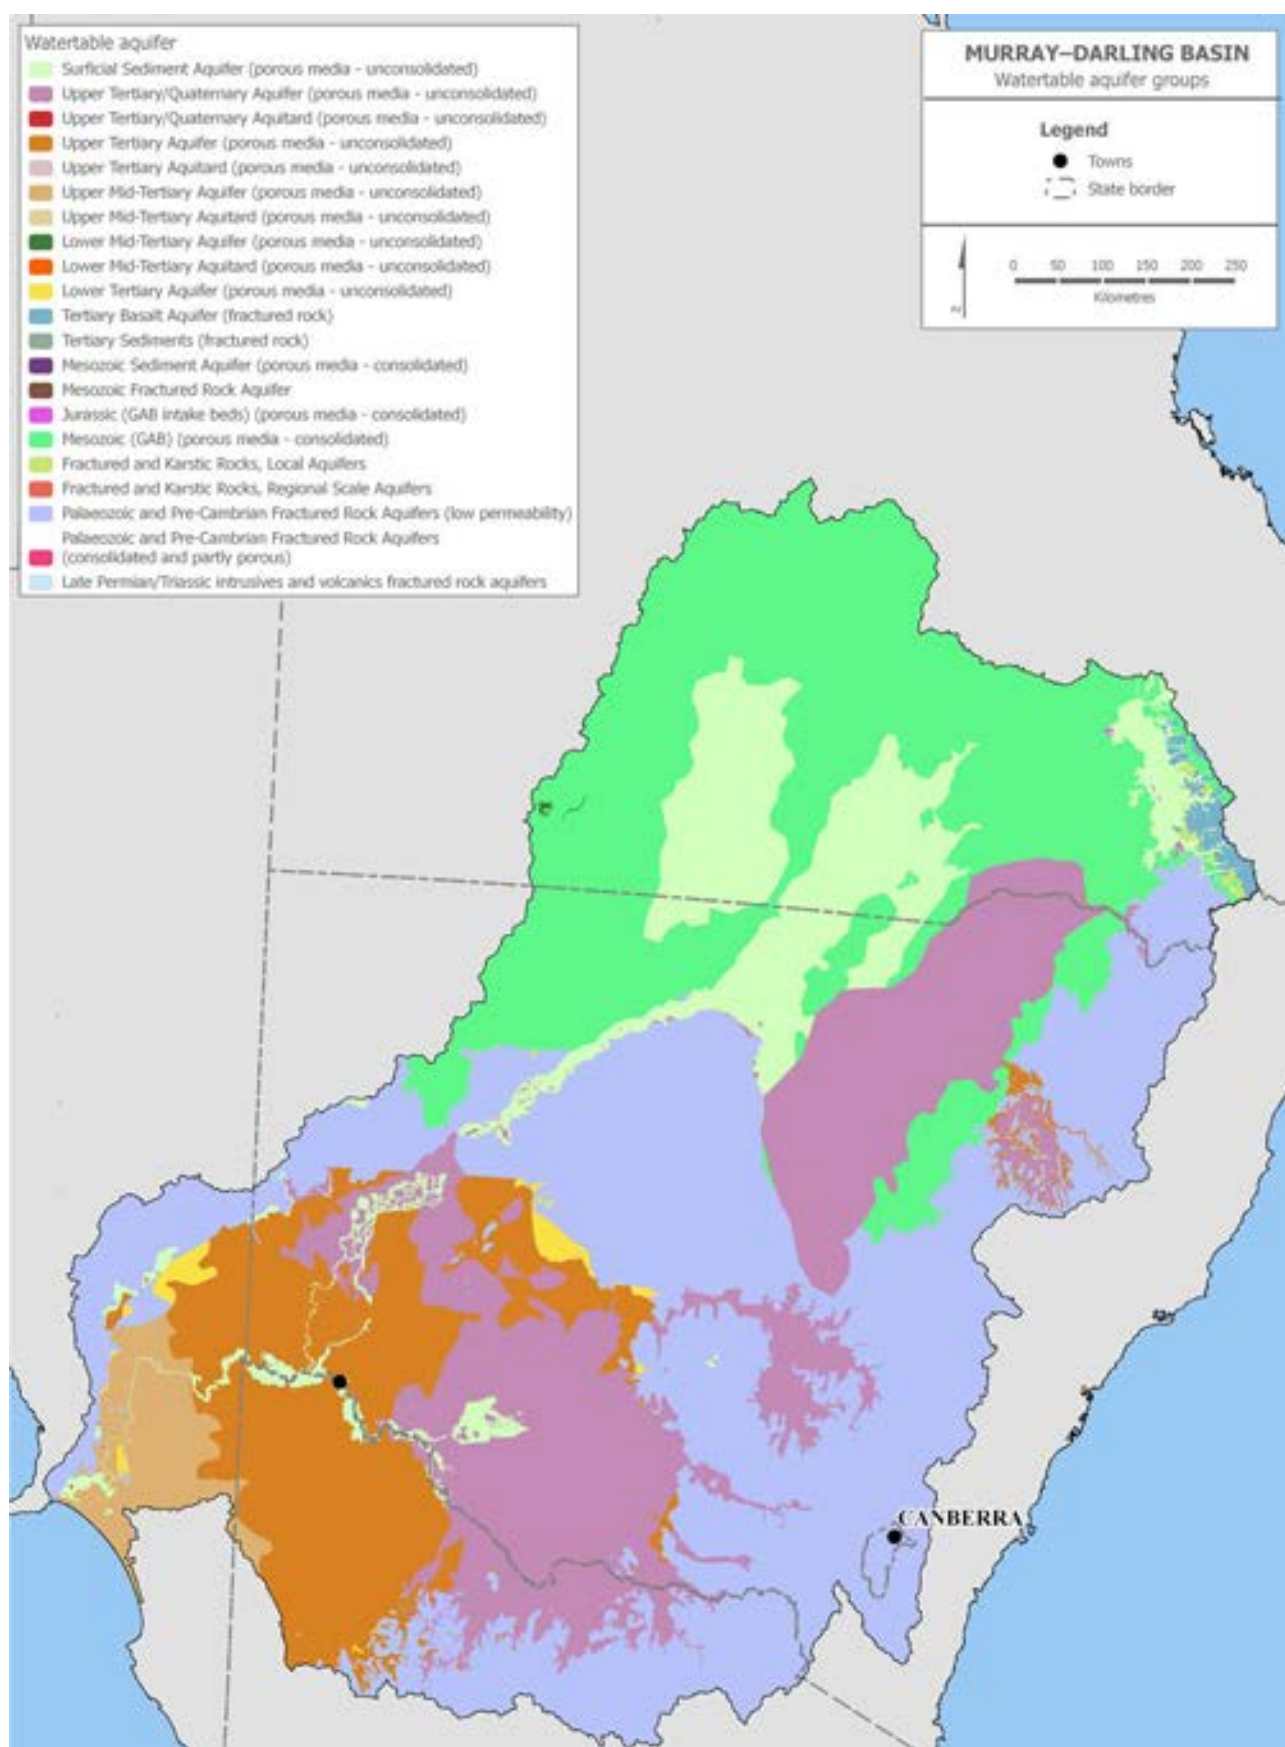 Watertable aquifer
Surficial Sediment Aquifer (porous media - unconsolidated)
Upper Tertiary/Quaternary Aquifer (porous media - unconsolidated)
Upper Tertiary/Quaternary Aquitard (porous media - unconsolidated)
Upper Tertiary Aquifer (porous media - unconsolidated)
Upper Tertiary Aquitard (porous media - unconsolidated)
Upper Mid-Tertiary Aquifer (porous media - unconsolidated)
Upper Mid-Tertiary Aquitard (porous media - unconsolidated)
Lower Mid-Tertiary Aquifer (porous media - unconsolidated)
Lower Mid-Tertiary Aquitard (porous media - unconsolidated)
Lower Tertiary Aquifer (porous media - unconsolidated)
Tertiary Basalt Aquifer (fractured rock)
Tertiary Sediments (fractured rock)
Mesozoic Sediment Aquifer (porous media - consolidated)
Mesozoic Fractured Rock Aquifer
Jurassic (GAB intake beds) (porous media - consolidated)
Mesozoic (GAB) (porous media - consolidated)
Fractured and Karstic Rocks, Local Aquifers
Fractured and Karstic Rocks, Regional Scale Aquifers
Palaeozoic and Pre-Cambrian Fractured Rock Aquifers (low permeability)
Palaeozoic and Pre-Cambrian Fractured Rock Aquifers
(consolidated and partly porous)
Late Permian/Triassic intrusives and volcanics fractured rock aquifers
MURRAY–DARLING BASIN
Watertable aquifer groups
Legend
Towns
State border
N
0 50 100 150 200 250
Kilometres
CANBERRA